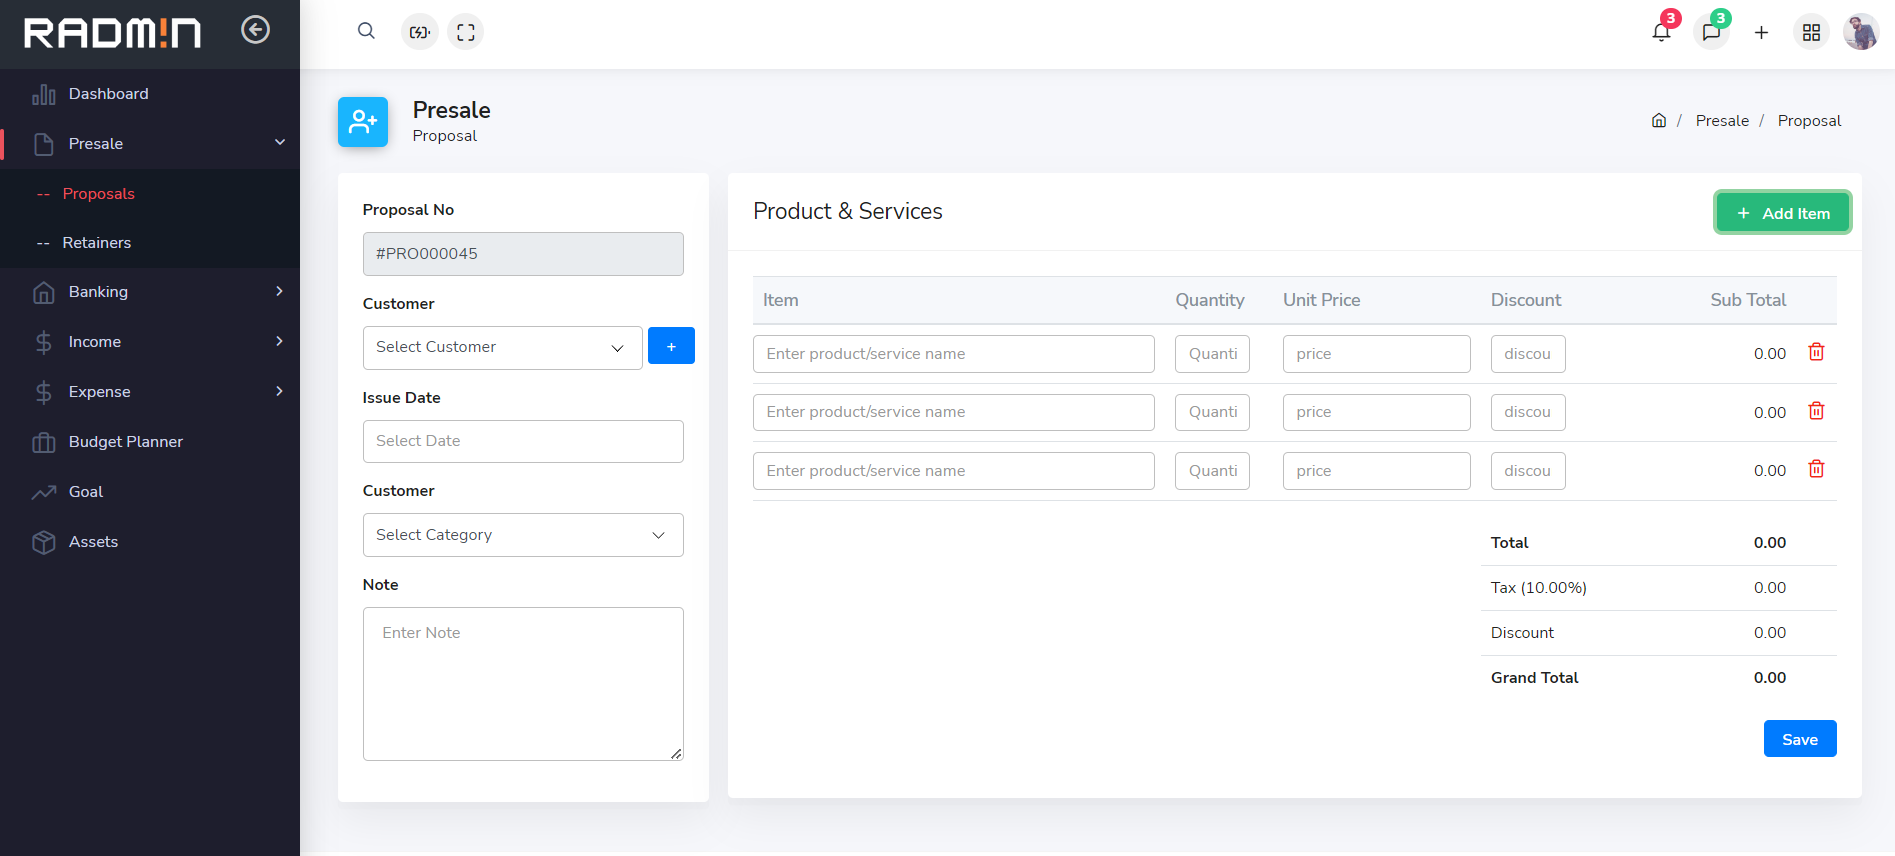 RADM!N
3
3
Dashboard
Presale
-- Proposals
-- Retainers
Banking
Income
Expense
Budget Planner
Goal
Assets
Presale
Proposal
/ Presale / Proposal
Proposal No
#PRO000045
Customer
Select Customer
+
Issue Date
Select Date
Customer
Select Category
Note
Enter Note
Product & Services
+ Add Item
Item Quantity Unit Price Discount Sub Total
Enter product/service name Quanti price discou 0.00
Enter product/service name Quanti price discou 0.00
Enter product/service name Quanti price discou 0.00
Total 0.00
Tax (10.00%) 0.00
Discount 0.00
Grand Total 0.00
Save